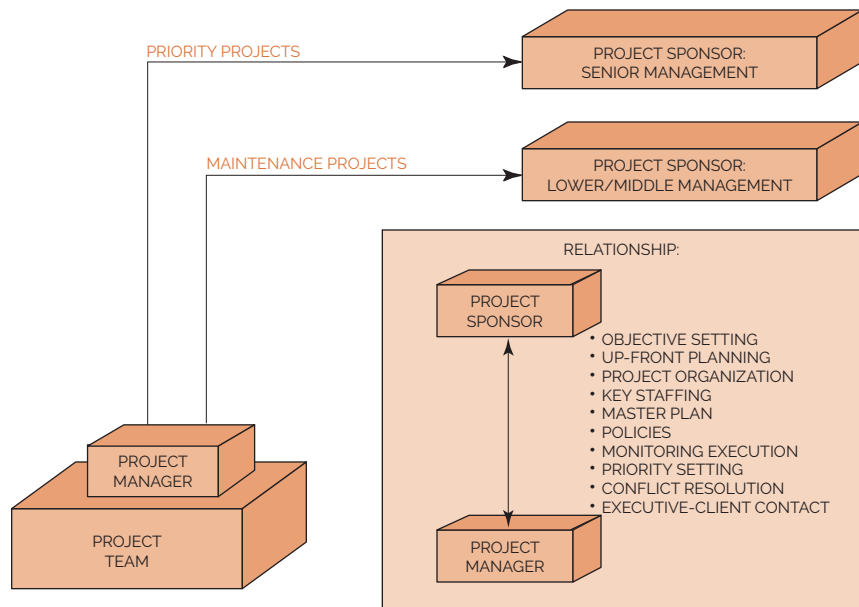 PRIORITY PROJECTS
PROJECT SPONSOR:
SENIOR MANAGEMENT
MAINTENANCE PROJECTS
PROJECT SPONSOR:
LOWER/MIDDLE MANAGEMENT
RELATIONSHIP:
PROJECT
SPONSOR
• OBJECTIVE SETTING
• UP-FRONT PLANNING
• PROJECT ORGANIZATION
• KEY STAFFING
• MASTER PLAN
• POLICIES
• MONITORING EXECUTION
• PRIORITY SETTING
• CONFLICT RESOLUTION
• EXECUTIVE-CLIENT CONTACT
PROJECT
MANAGER
PROJECT
MANAGER
PROJECT
TEAM